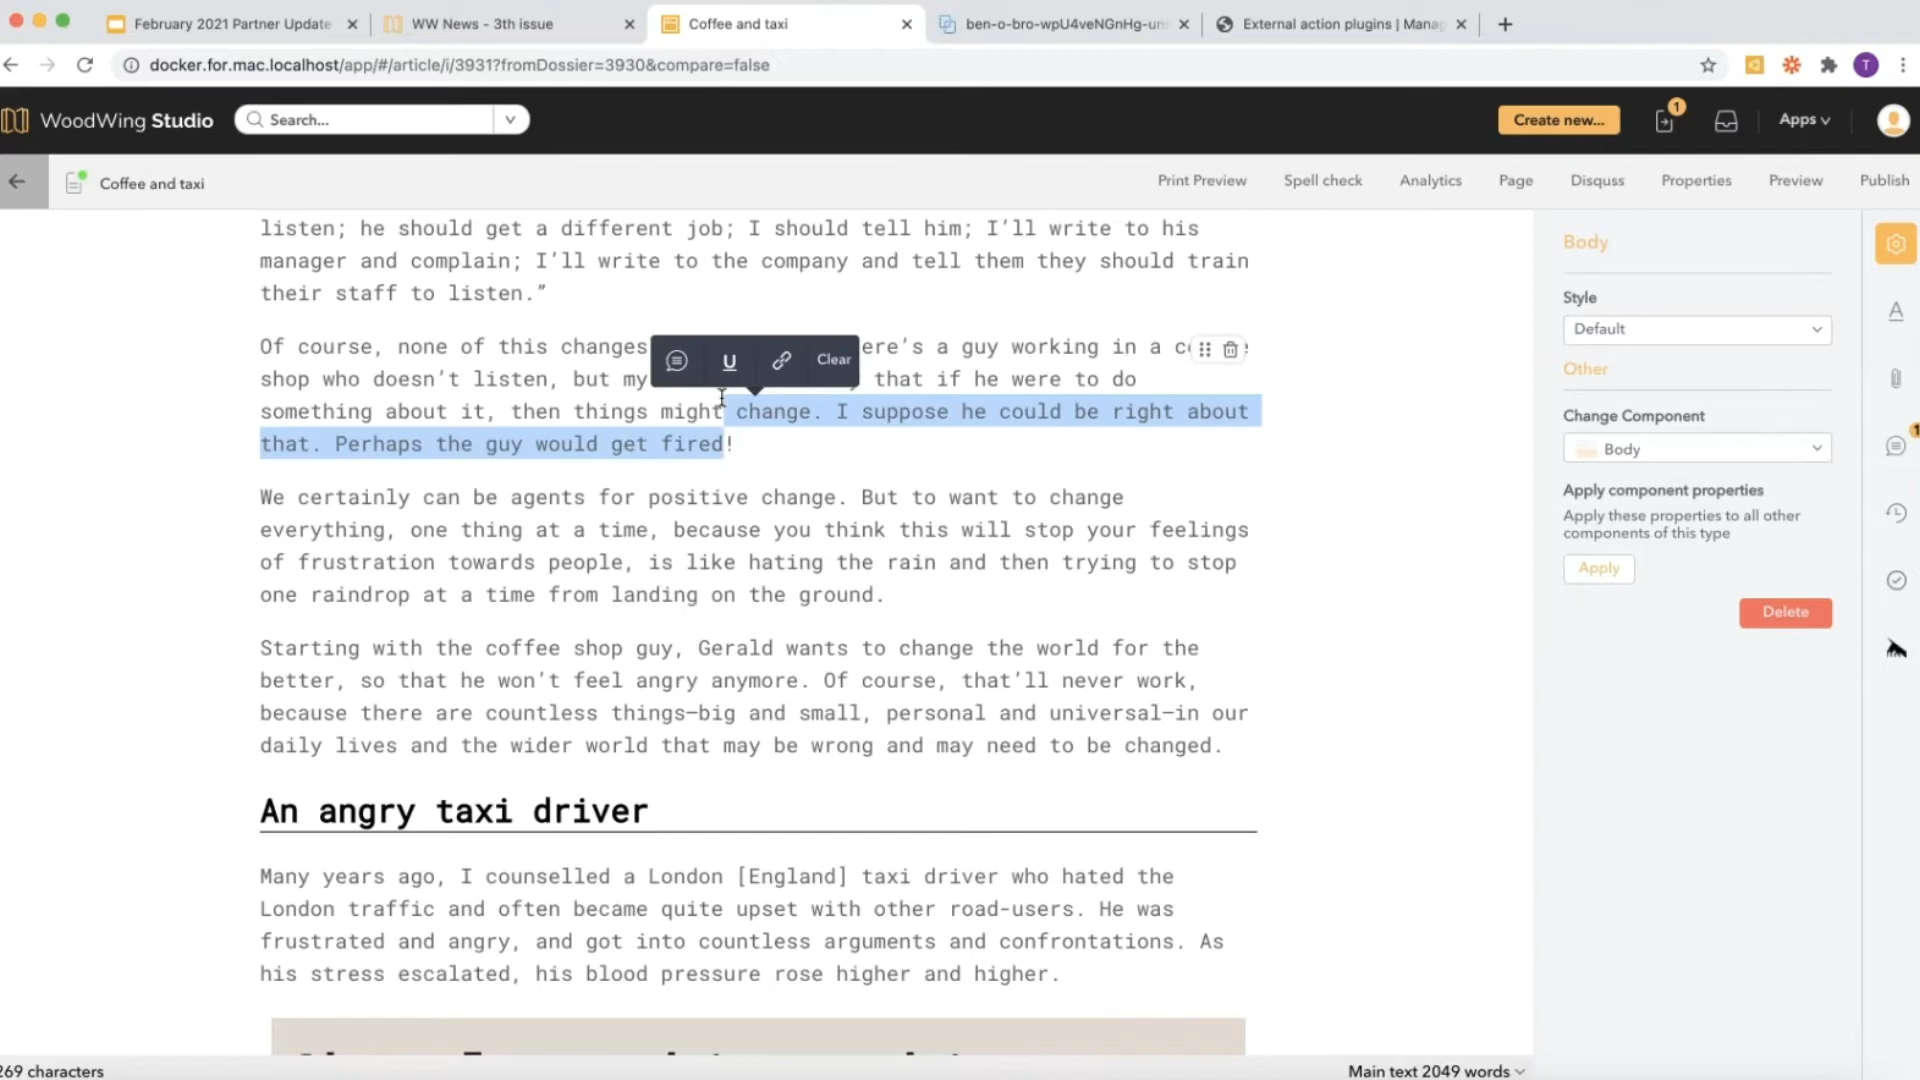 February 2021 Partner Update
WW News - 3th issue
Coffee and taxi
ben-o-bro-wpU4veNGnHg-un
External action plugins | Manag
docker.for.mac.localhost/app/#/article/i/3931?fromDossier=3930&compare=false
T
WoodWing Studio
Search...
Create new...
1
Apps
Coffee and taxi
Print Preview
Spell check
Analytics
Page
Disquss
Properties
Preview
Publish
listen; he should get a different job; I should tell him; I’ll write to his
manager and complain; I’ll write to the company and tell them they should train
their staff to listen.”
Of course, none of this changes
ere’s a guy working in a c
shop who doesn’t listen, but my
that if he were to do
something about it, then things might change. I suppose he could be right about
that. Perhaps the guy would get fired!
U
Clear
We certainly can be agents for positive change. But to want to change
everything, one thing at a time, because you think this will stop your feelings
of frustration towards people, is like hating the rain and then trying to stop
one raindrop at a time from landing on the ground.
Starting with the coffee shop guy, Gerald wants to change the world for the
better, so that he won’t feel angry anymore. Of course, that’ll never work,
because there are countless things—big and small, personal and universal—in our
daily lives and the wider world that may be wrong and may need to be changed.
An angry taxi driver
Many years ago, I counselled a London [England] taxi driver who hated the
London traffic and often became quite upset with other road-users. He was
frustrated and angry, and got into countless arguments and confrontations. As
his stress escalated, his blood pressure rose higher and higher.
Body
Style
Default
Other
Change Component
Body
Apply component properties
Apply these properties to all other
components of this type
Apply
Delete
A
1
269 characters
Main text 2049 words